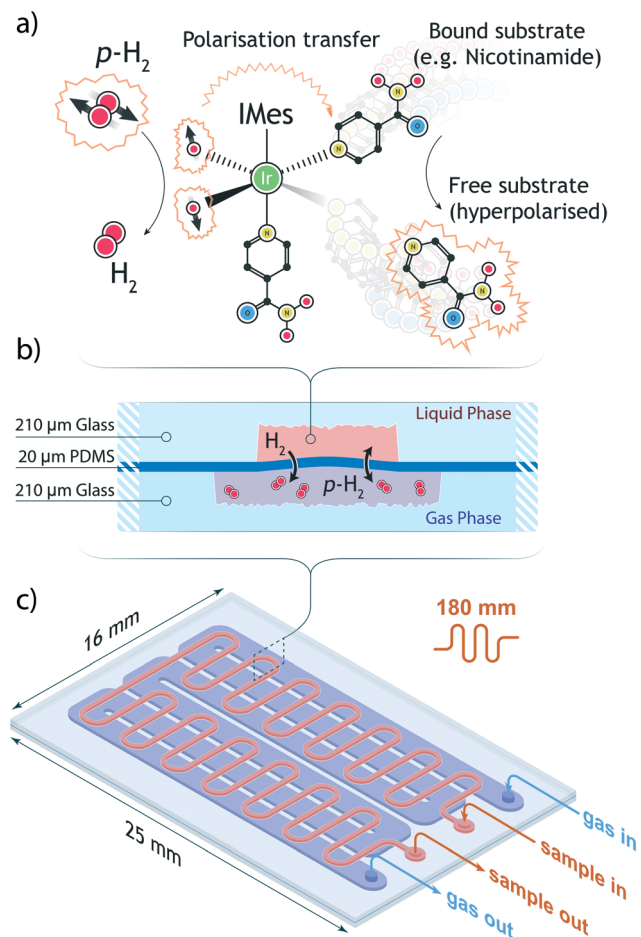 a)
p-H2
Polarisation transfer
Bound substrate
(e.g. Nicotinamide)
IMes
N
O
N
Ir
N
H2
Free substrate
(hyperpolarised)
N
N
O
O
N
b)
Liquid Phase
210 µm Glass
20 µm PDMS
210 µm Glass
H2
p-H2
Gas Phase
c)
180 mm
16 mm
25 mm
gas in
sample in
sample out
gas out